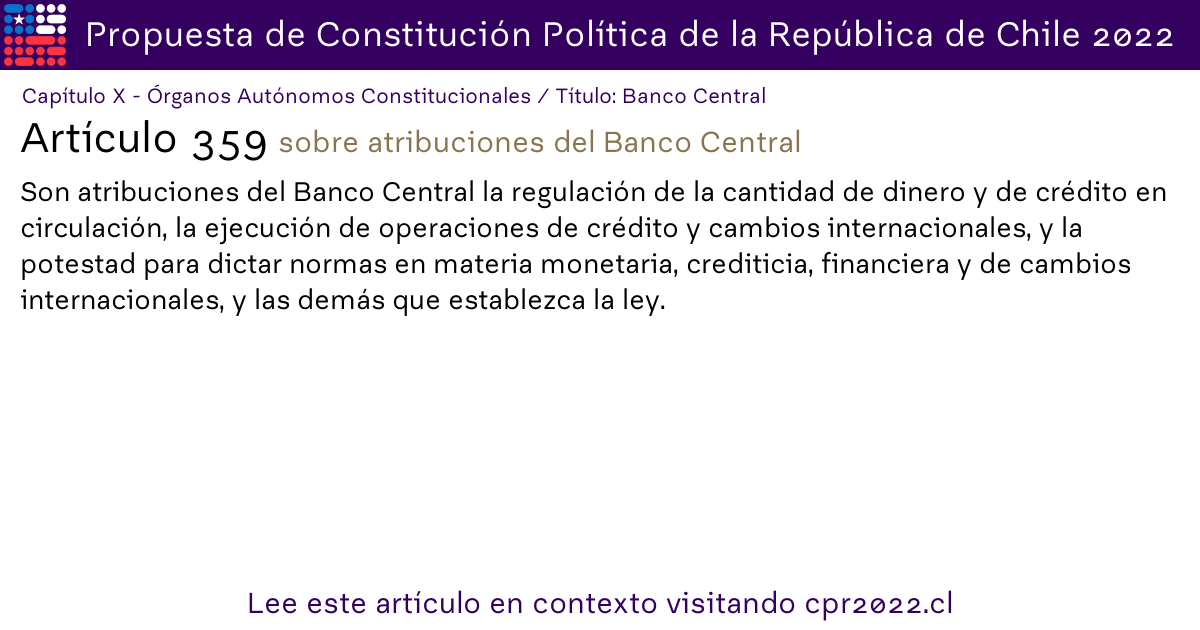 Propuesta de Constitución Política de la República de Chile 2022
Capítulo X - Órganos Autónomos Constitucionales / Título: Banco Central
Artículo 359 sobre atribuciones del Banco Central
Son atribuciones del Banco Central la regulación de la cantidad de dinero y de crédito en
circulación, la ejecución de operaciones de crédito y cambios internacionales, y la
potestad para dictar normas en materia monetaria, crediticia, financiera y de cambios
internacionales, y las demás que establezca la ley.
Lee este artículo en contexto visitando cpr2022.cl